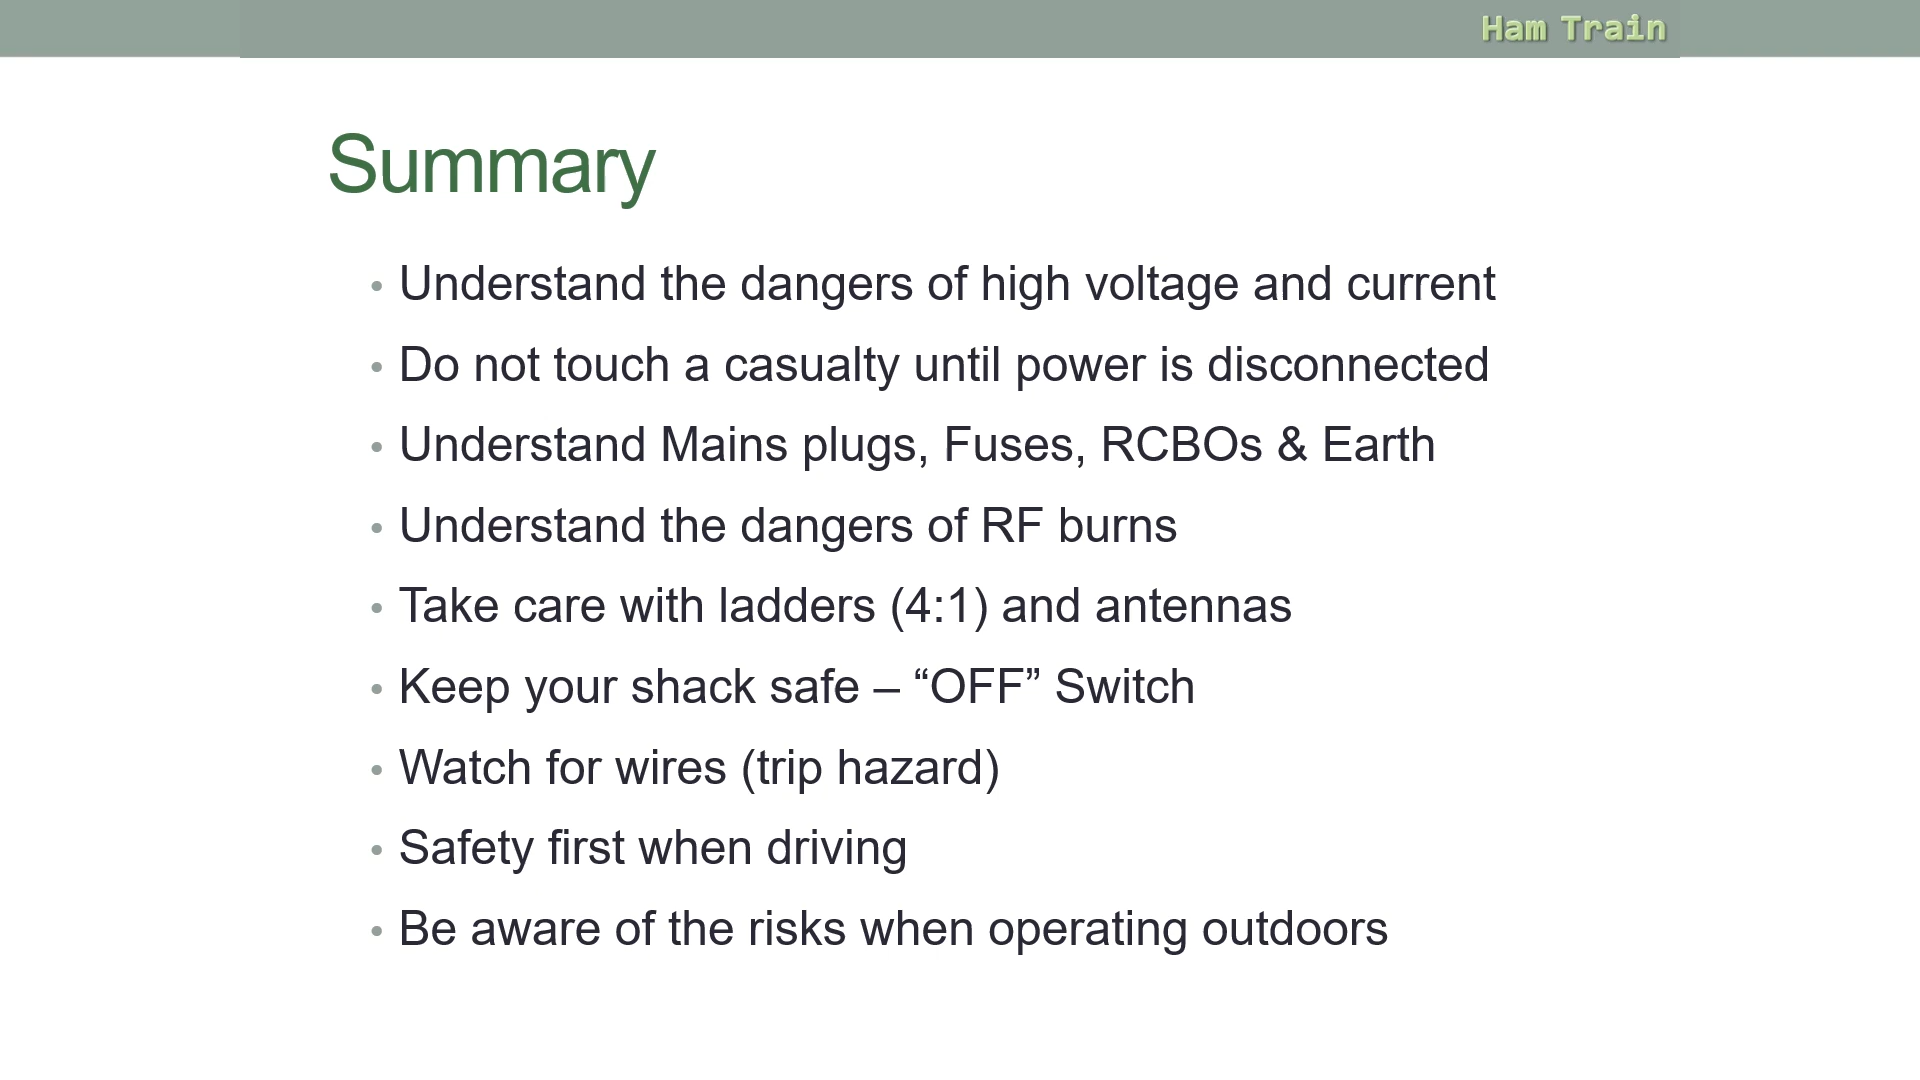 Ham Train
Summary
• Understand the dangers of high voltage and current
• Do not touch a casualty until power is disconnected
• Understand Mains plugs, Fuses, RCBOs & Earth
• Understand the dangers of RF burns
• Take care with ladders (4:1) and antennas
• Keep your shack safe – “OFF” Switch
• Watch for wires (trip hazard)
• Safety first when driving
• Be aware of the risks when operating outdoors